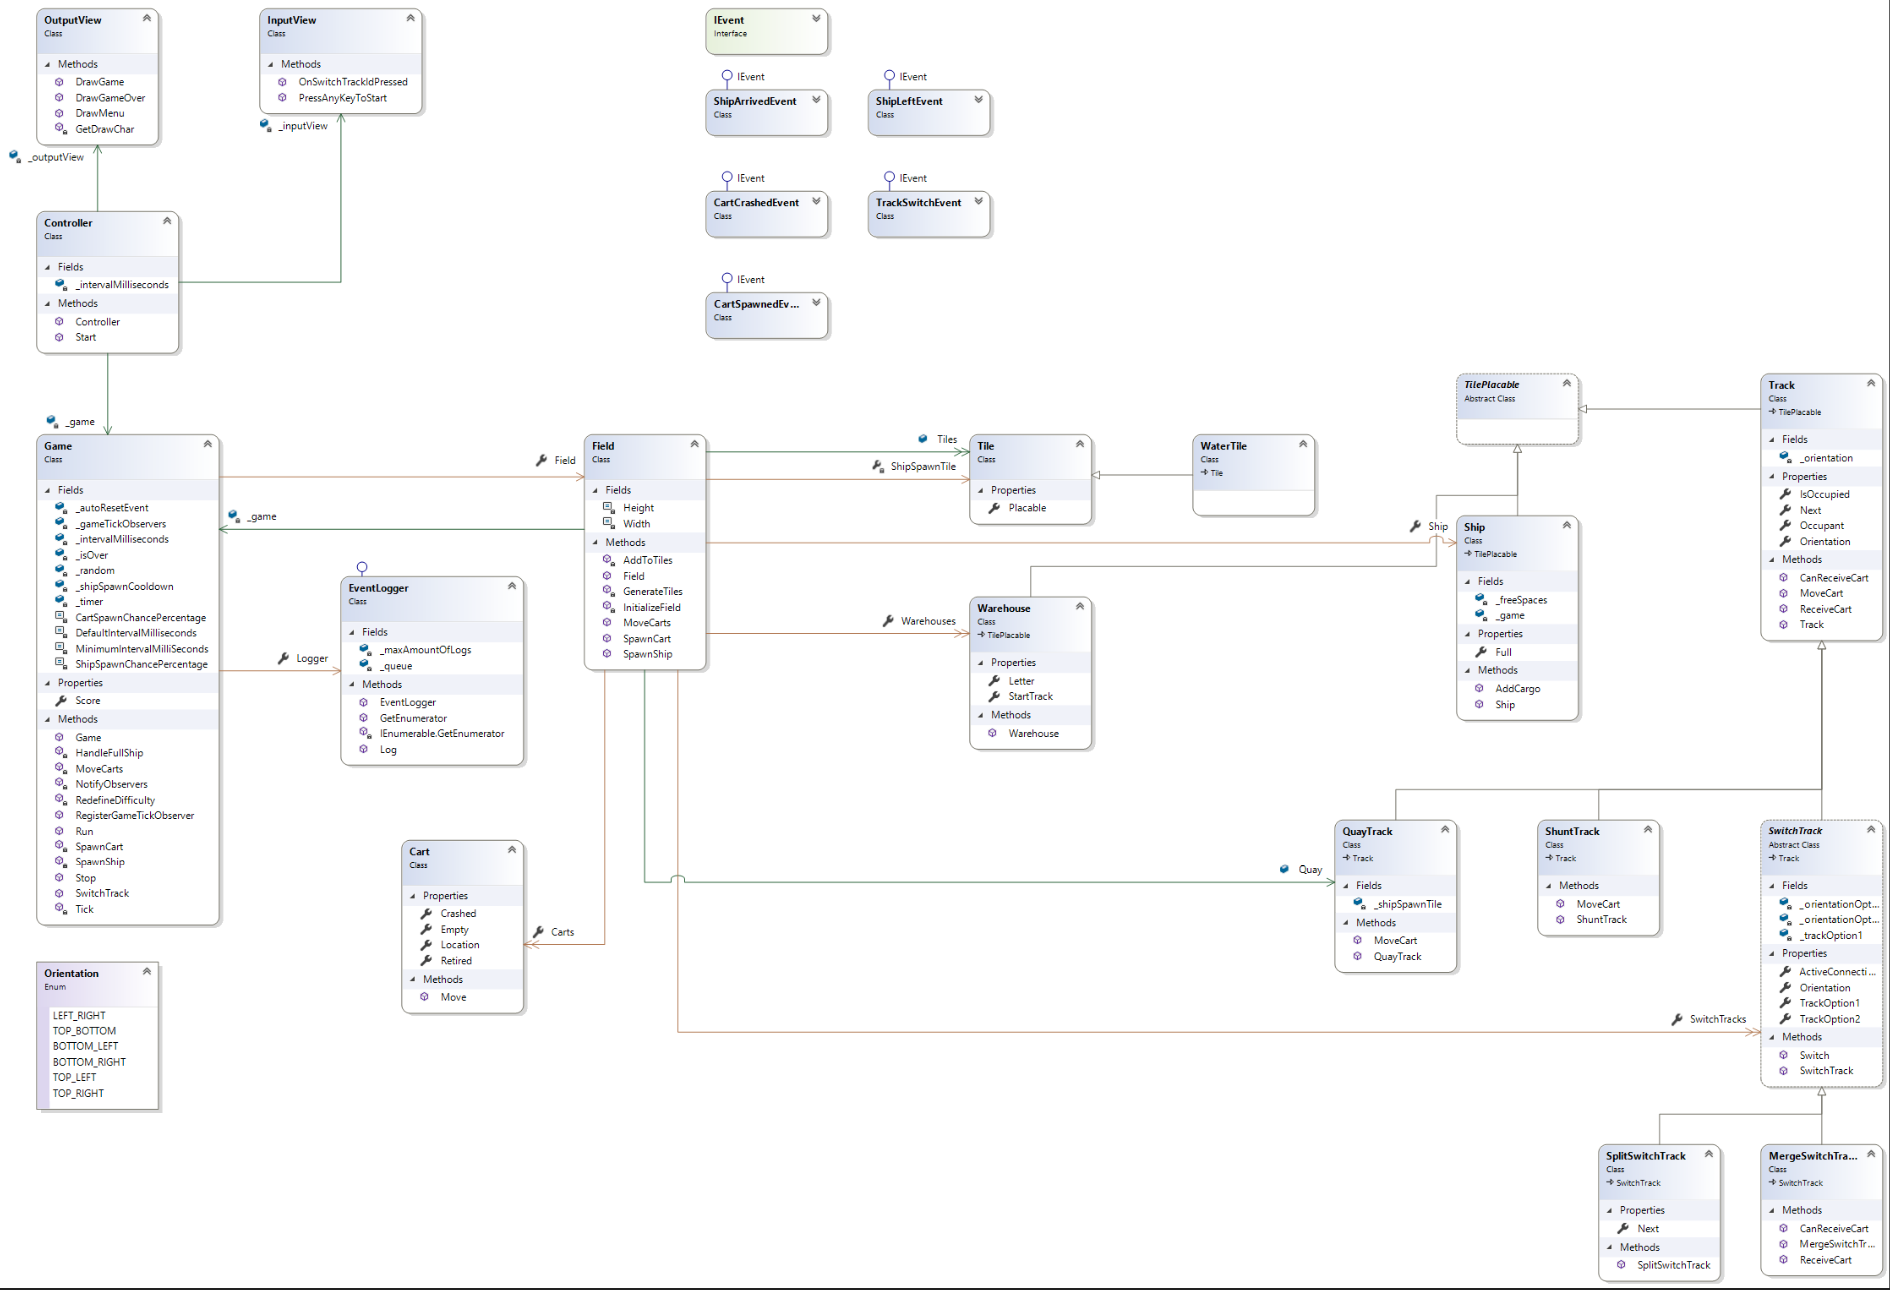 OutputView
Class
Methods
DrawGame
DrawGameOver
DrawMenu
GetDrawChar
_outputView
InputView
Class
Methods
OnSwitchTrackIdPressed
PressAnyKeyToStart
_inputView
IEvent
Interface
IEvent
ShipArrivedEvent
Class
IEvent
ShipLeftEvent
Class
IEvent
CartCrashedEvent
Class
IEvent
TrackSwitchEvent
Class
IEvent
CartSpawnedEv...
Class
Controller
Class
Fields
_intervalMilliseconds
Methods
Controller
Start
_game
Game
Class
Fields
_autoResetEvent
_gameTickObservers
_intervalMilliseconds
_isOver
_random
_shipSpawnCooldown
_timer
CartSpawnChancePercentage
DefaultIntervalMilliseconds
MinimumIntervalMilliSeconds
ShipSpawnChancePercentage
Properties
Score
Methods
Game
HandleFullShip
MoveCarts
NotifyObservers
RedefineDifficulty
RegisterGameTickObserver
Run
SpawnCart
SpawnShip
Stop
SwitchTrack
Tick
Field
_game
Logger
EventLogger
Class
Fields
_maxAmountOfLogs
_queue
Methods
EventLogger
GetEnumerator
IEnumerable.GetEnumerator
Log
Field
Class
Fields
Height
Width
Methods
AddToTiles
Field
GenerateTiles
InitializeField
MoveCarts
SpawnCart
SpawnShip
Tiles
ShipSpawnTile
Tile
Class
Properties
Placable
WaterTile
Class
Tile
TilePlacable
Abstract Class
Track
Class
TilePlacable
Fields
_orientation
Properties
IsOccupied
Next
Occupant
Orientation
Methods
CanReceiveCart
MoveCart
ReceiveCart
Track
Ship
Ship
Class
TilePlacable
Fields
_freeSpaces
_game
Properties
Full
Methods
AddCargo
Ship
Warehouses
Warehouse
Class
TilePlacable
Properties
Letter
StartTrack
Methods
Warehouse
Cart
Class
Properties
Crashed
Empty
Location
Retired
Methods
Move
Carts
Quay
QuayTrack
Class
Track
Fields
_shipSpawnTile
Methods
MoveCart
QuayTrack
ShuntTrack
Class
Track
Methods
MoveCart
ShuntTrack
SwitchTrack
Abstract Class
Track
Fields
_orientationOpt...
_orientationOpt...
_trackOption1
Properties
ActiveConnecti...
Orientation
TrackOption1
TrackOption2
Methods
Switch
SwitchTrack
SwitchTracks
Orientation
Enum
LEFT_RIGHT
TOP_BOTTOM
BOTTOM_LEFT
BOTTOM_RIGHT
TOP_LEFT
TOP_RIGHT
SplitSwitchTrack
Class
SwitchTrack
Properties
Next
Methods
SplitSwitchTrack
MergeSwitchTra...
Class
SwitchTrack
Methods
CanReceiveCart
MergeSwitchTr...
ReceiveCart